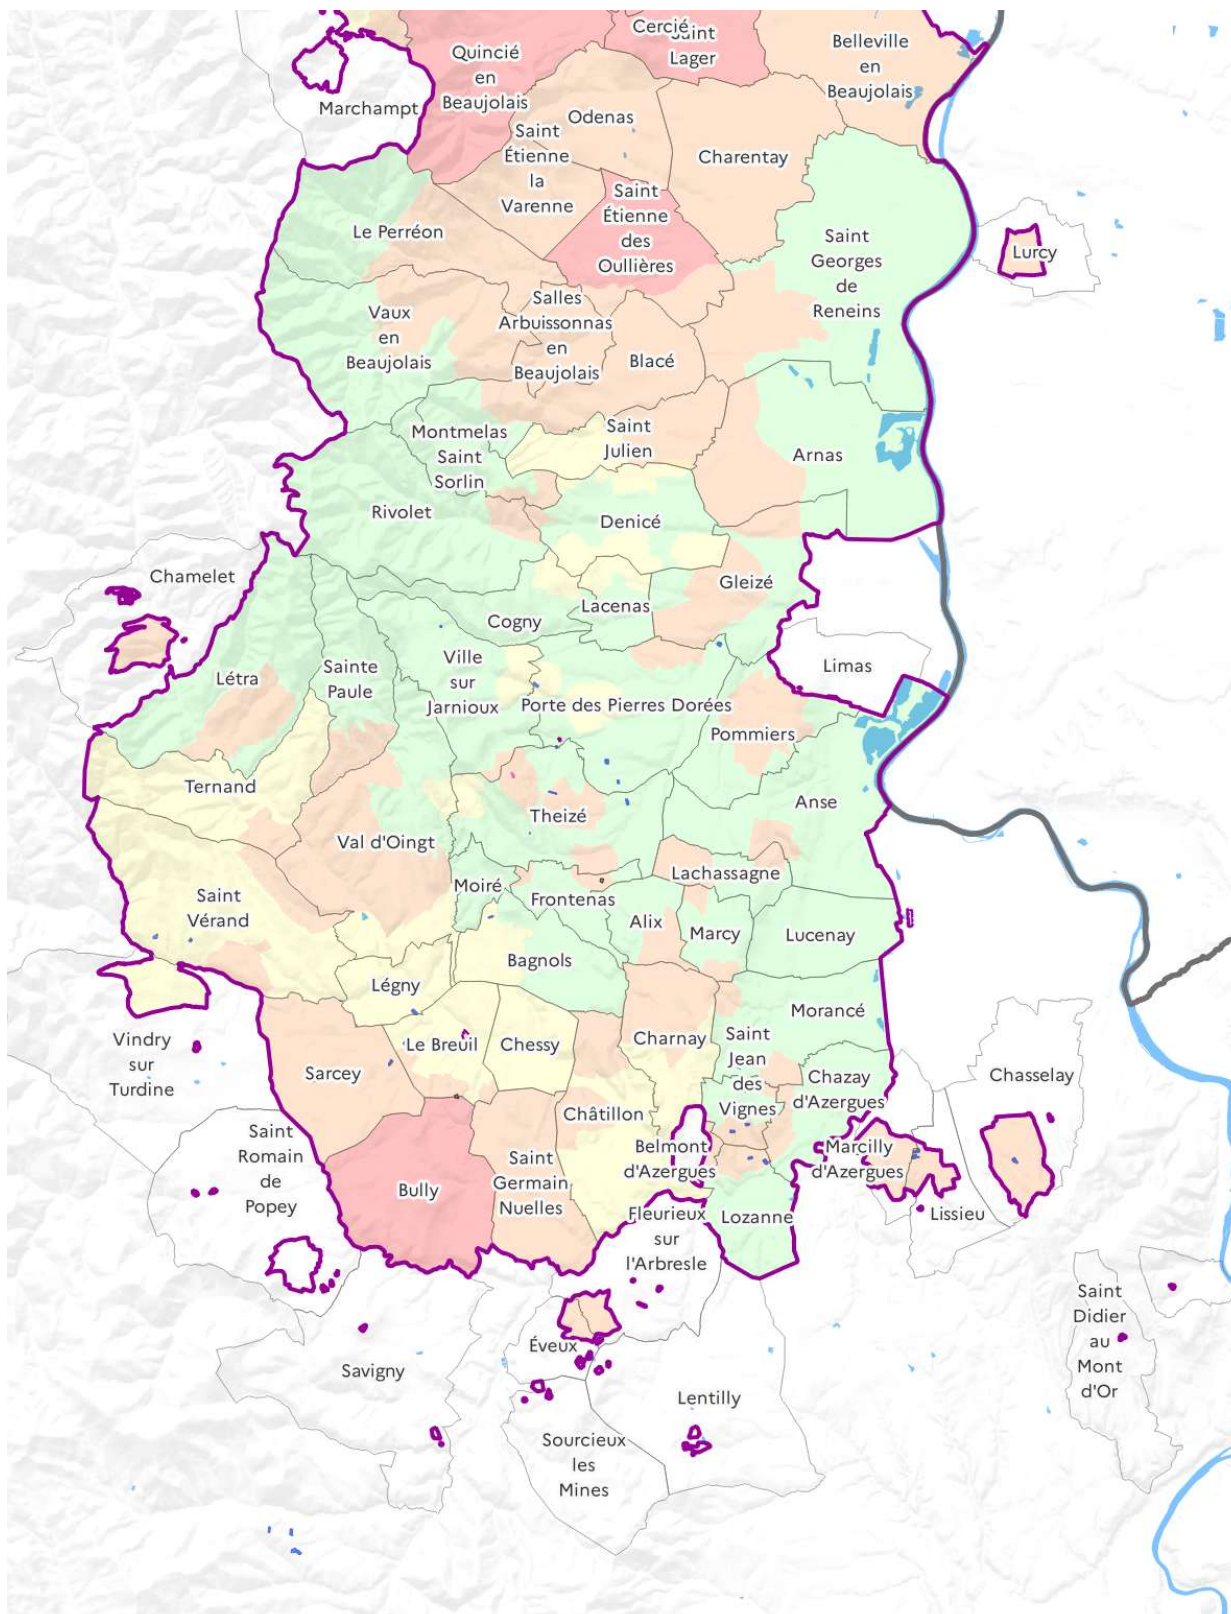 Cercié
Saint
Lager
Quincié
en
Beaujolais
Belleville
en
Beaujolais
Marchampt
Odenas
Saint
Étienne
la
Varenne
Charentay
Saint
Étienne
des
Oullières
Le Perréon
Saint
Georges
de
Reneins
Lurcy
Vaux
en
Beaujolais
Salles
Arbuissonnas
en
Beaujolais
Blacé
Montmelas
Saint
Sorlin
Saint
Julien
Arnas
Rivolet
Denicé
Chamelet
Gleizé
Lacenas
Cogny
Létra
Sainte
Paule
Ville
sur
Jarnioux
Limas
Porte des Pierres Dorées
Pommiers
Ternand
Anse
Theizé
Val d'Oingt
Saint
Vérand
Moiré
Frontenas
Lachassagne
Alix
Marcy
Lucenay
Bagnols
Légny
Morancé
Vindry
sur
Turdine
Le Breuil
Chessy
Charnay
Saint
Jean
des
Vignes
Sarcey
Chazay
d'Azergues
Chasselay
Châtillon
Saint
Romain
de
Popey
Belmont
d'Azergues
Marcilly
d'Azergues
Bully
Saint
Germain
Nuelles
Fleurieux
sur
l'Arbresle
Lozanne
Lissieu
Saint
Didier
au
Mont
d'Or
Éveux
Savigny
Lentilly
Sourcieux
les
Mines